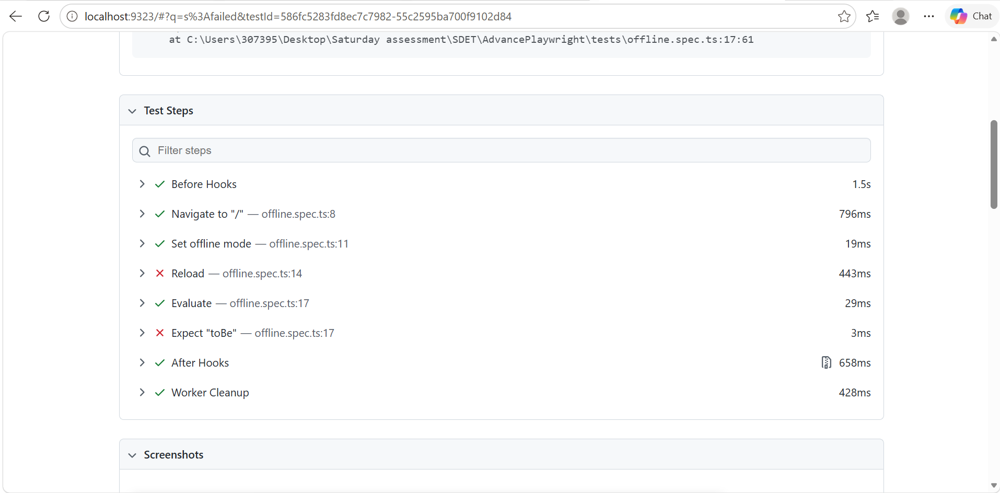 localhost:9323/#?q=s%3Afailed&testId=586fc5283fd8ec7c7982-55c2595ba700f9102d84
Chat
at C:\Users\307395\Desktop\Saturday assessment\SDET\AdvancePlaywright\tests\offline.spec.ts:17:61
Test Steps
Filter steps
Before Hooks 1.5s
Navigate to "/" — offline.spec.ts:8 796ms
Set offline mode — offline.spec.ts:11 19ms
Reload — offline.spec.ts:14 443ms
Evaluate — offline.spec.ts:17 29ms
Expect "toBe" — offline.spec.ts:17 3ms
After Hooks 658ms
Worker Cleanup 428ms
Screenshots